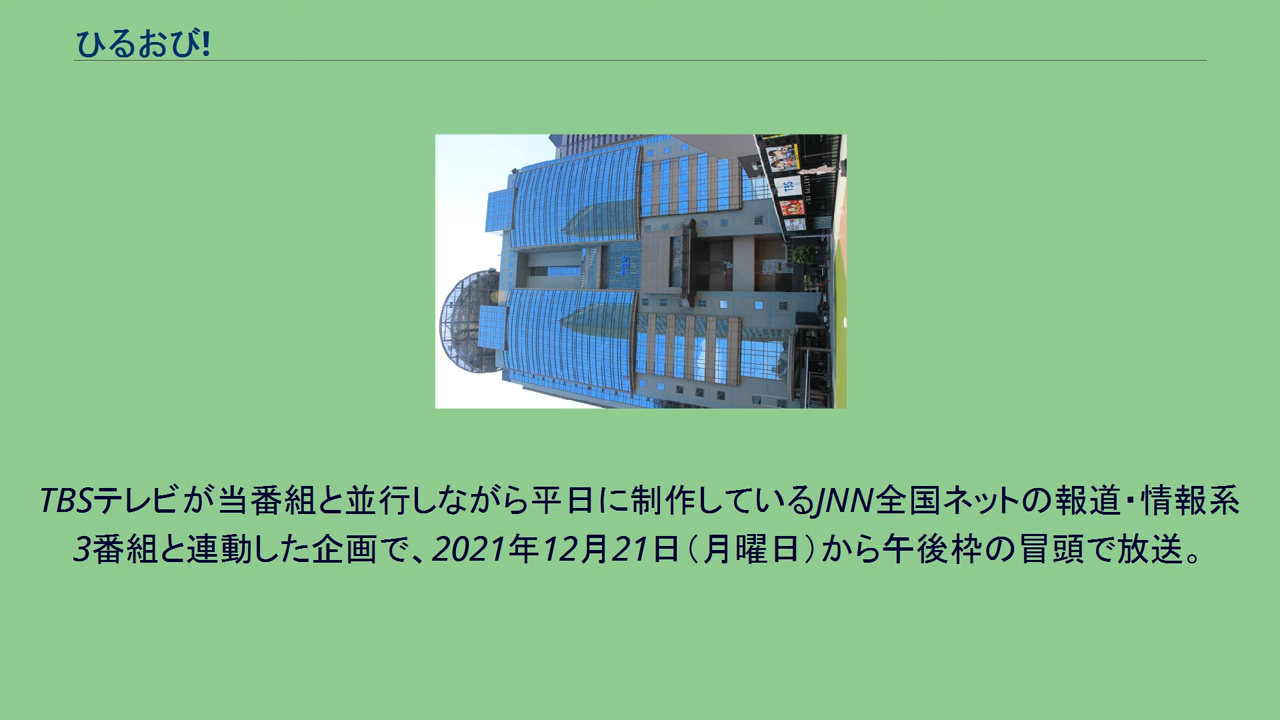 ひるおび!
TBS
TBS
TBSテレビが当番組と並行しながら平日に制作しているJNN全国ネットの報道・情報系
3番組と連動した企画で、2021年12月21日（月曜日）から午後枠の冒頭で放送。